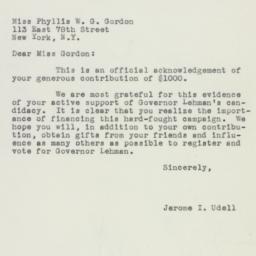 Miss Phyllis W. G. Gordon
113 East 78th Street
New York, N.Y.
Dear Miss Gordon:
This is an official acknowledgement of
your generous contribution of $1000.
We are most grateful for this evidence
of your active support of Governor Lehman's can-
didacy. It is clear that you realize the import-
ance of financing this hard-fought campaign. We
hope you will, in addition to your own contribu-
tion, obtain gifts from your friends and influ-
ence as many others as possible to register and
vote for Governor Lehman.
Sincerely,
Jerome I. Udell